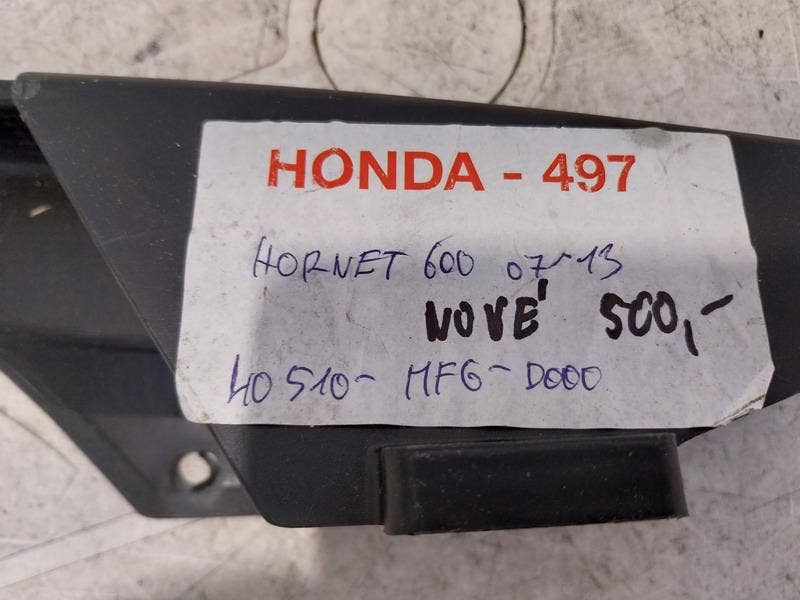 HONDA - 497
HORNET 600 07-13
NOVÉ 500,-
40510- MFG-D000